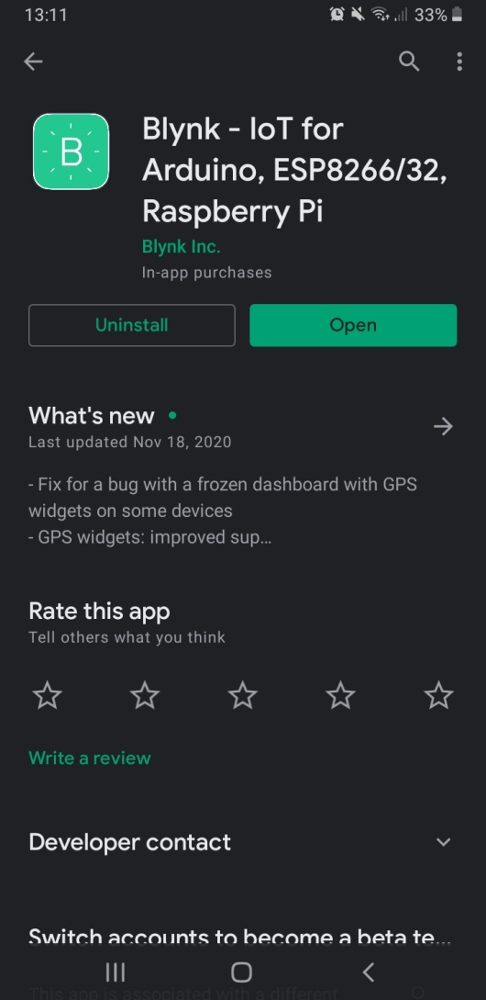 13:11
33%
B
Blynk - IoT for
Arduino, ESP8266/32,
Raspberry Pi
Blynk Inc.
In-app purchases
Uninstall
Open
What's new
Last updated Nov 18, 2020
- Fix for a bug with a frozen dashboard with GPS
widgets on some devices
- GPS widgets: improved sup...
Rate this app
Tell others what you think
Write a review
Developer contact
Switch accounts to become a beta te...
This app is associated with a different